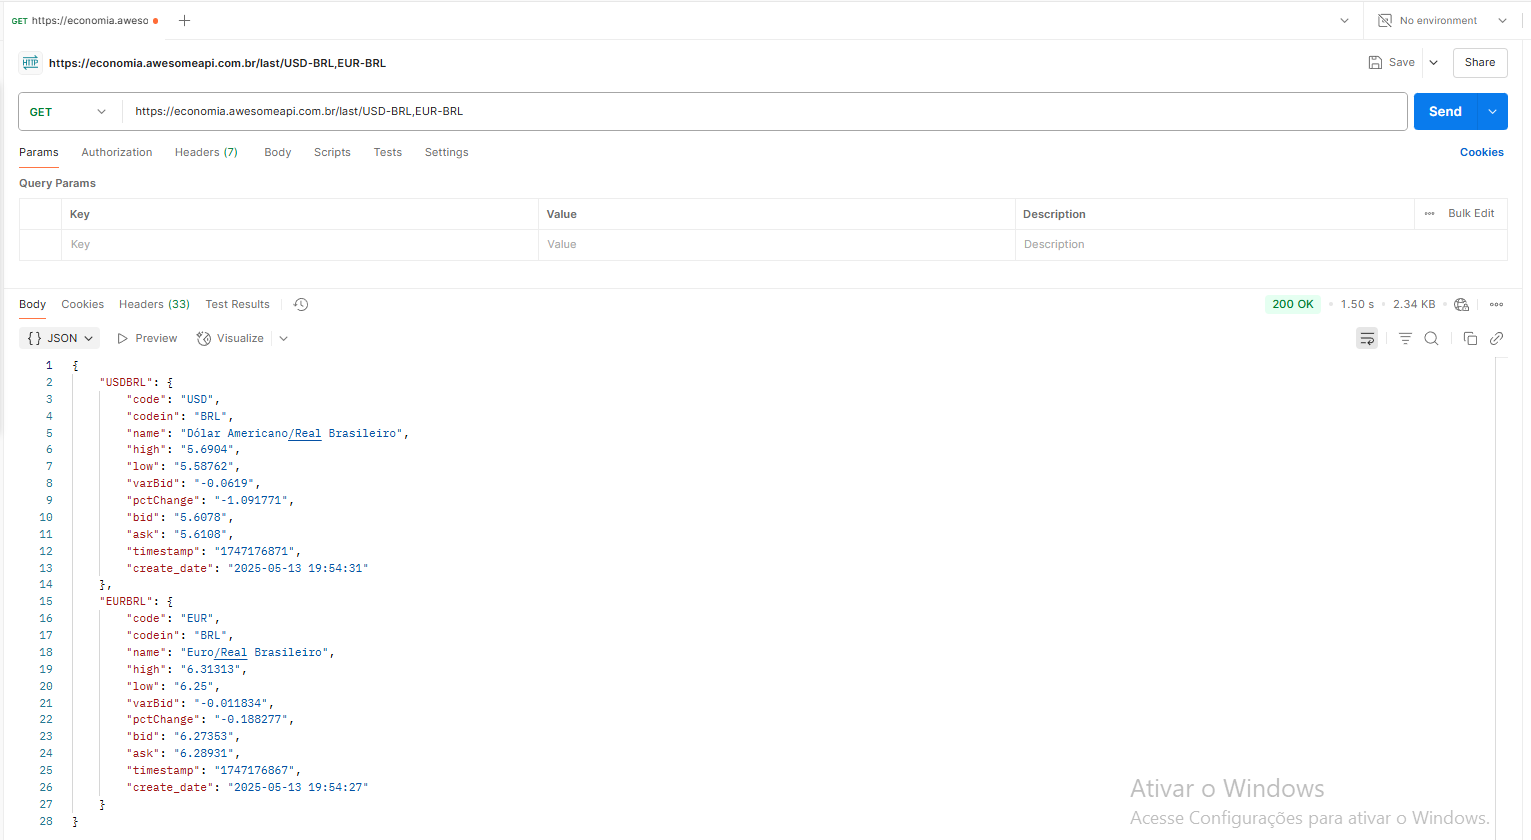 GET https://economia.aweso
No environment
HTTP https://economia.awesomeapi.com.br/last/USD-BRL,EUR-BRL
Save
Share
GET https://economia.awesomeapi.com.br/last/USD-BRL,EUR-BRL
Send
Params Authorization Headers (7) Body Scripts Tests Settings
Cookies
Query Params
Key Value Description
Bulk Edit
Key Value Description
Body Cookies Headers (33) Test Results
200 OK 1.50 s 2.34 KB
{} JSON Preview Visualize
1 {
2 "USDBRL": {
3 "code": "USD",
4 "codein": "BRL",
5 "name": "Dólar Americano/Real Brasileiro",
6 "high": "5.6904",
7 "low": "5.58762",
8 "varBid": "-0.0619",
9 "pctChange": "-1.091771",
10 "bid": "5.6078",
11 "ask": "5.6108",
12 "timestamp": "1747176871",
13 "create_date": "2025-05-13 19:54:31"
14 },
15 "EURBRL": {
16 "code": "EUR",
17 "codein": "BRL",
18 "name": "Euro/Real Brasileiro",
19 "high": "6.31313",
20 "low": "6.25",
21 "varBid": "-0.011834",
22 "pctChange": "-0.188277",
23 "bid": "6.27353",
24 "ask": "6.28931",
25 "timestamp": "1747176867",
26 "create_date": "2025-05-13 19:54:27"
27 }
28 }
Ativar o Windows
Acesse Configurações para ativar o Windows.